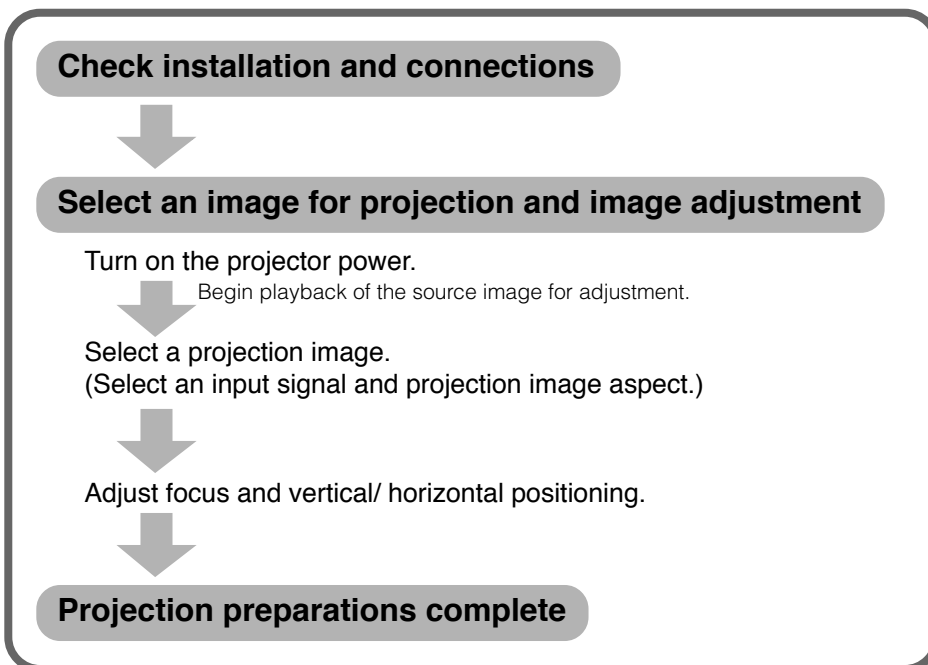 Check installation and connections
Select an image for projection and image adjustment
Turn on the projector power.
Begin playback of the source image for adjustment.
Select a projection image.
(Select an input signal and projection image aspect.)
Adjust focus and vertical/ horizontal positioning.
Projection preparations complete